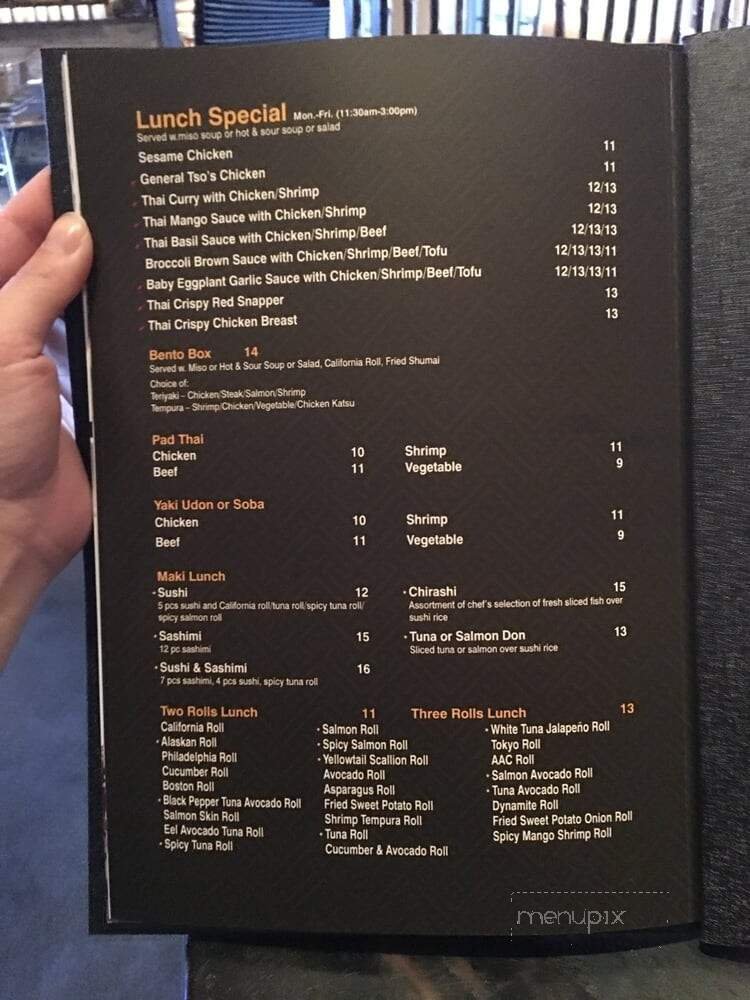 Lunch Special Mon.-Fri. (11:30am-3:00pm)
Served w.miso soup or hot & sour soup or salad
Sesame Chicken 11
General Tso's Chicken 11
Thai Curry with Chicken/Shrimp 12/13
Thai Mango Sauce with Chicken/Shrimp 12/13
Thai Basil Sauce with Chicken/Shrimp/Beef 12/13/13
Broccoli Brown Sauce with Chicken/Shrimp/Beef/Tofu 12/13/13/11
Baby Eggplant Garlic Sauce with Chicken/Shrimp/Beef/Tofu 12/13/13/11
Thai Crispy Red Snapper 13
Thai Crispy Chicken Breast 13
Bento Box 14
Served w. Miso or Hot & Sour Soup or Salad, California Roll, Fried Shumai
Choice of:
Teriyaki – Chicken/Steak/Salmon/Shrimp
Tempura – Shrimp/Chicken/Vegetable/Chicken Katsu
Pad Thai
Chicken 10 Shrimp 11
Beef 11 Vegetable 9
Yaki Udon or Soba
Chicken 10 Shrimp 11
Beef 11 Vegetable 9
Maki Lunch
•Sushi 12
5 pcs sushi and California roll/tuna roll/spicy tuna roll/
spicy salmon roll
•Sashimi 15
12 pc sashimi
•Sushi & Sashimi 16
7 pcs sashimi, 4 pcs sushi, spicy tuna roll
•Chirashi 15
Assortment of chef's selection of fresh sliced fish over
sushi rice
•Tuna or Salmon Don 13
Sliced tuna or salmon over sushi rice
Two Rolls Lunch 11 Three Rolls Lunch 13
California Roll
•Alaskan Roll
Philadelphia Roll
Cucumber Roll
Boston Roll
•Black Pepper Tuna Avocado Roll
Salmon Skin Roll
Eel Avocado Tuna Roll
•Spicy Tuna Roll
•Salmon Roll
•Spicy Salmon Roll
•Yellowtail Scallion Roll
Avocado Roll
Asparagus Roll
Fried Sweet Potato Roll
Shrimp Tempura Roll
•Tuna Roll
Cucumber & Avocado Roll
•White Tuna Jalapeño Roll
Tokyo Roll
AAC Roll
•Salmon Avocado Roll
•Tuna Avocado Roll
Dynamite Roll
Fried Sweet Potato Onion Roll
Spicy Mango Shrimp Roll
menupix